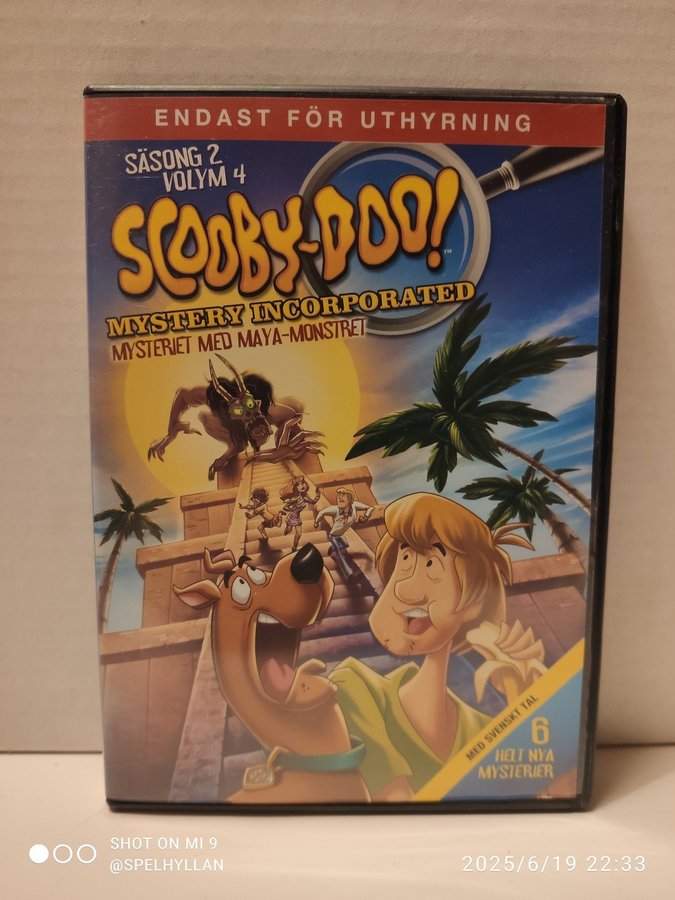 ENDAST FÖR UTHYRNING
SÄSONG 2
VOLYM 4
SCOOBY-DOO!™
MYSTERY INCORPORATED
MYSTERIET MED MAYA-MONSTRET
MED SVENSKT TAL
6
HELT NYA
MYSTERIER
SHOT ON MI 9
@SPELHYLLAN
2025/6/19 22:33